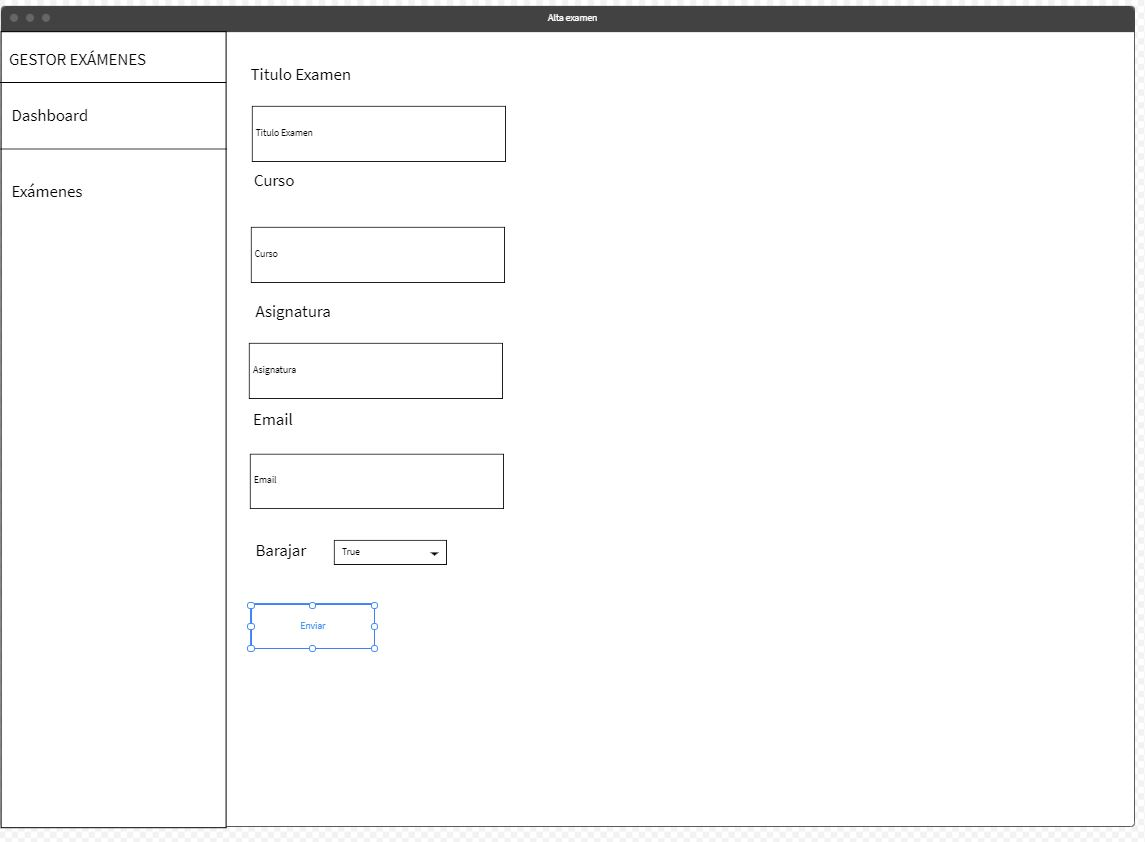 Alta examen
GESTOR EXÁMENES
Dashboard
Exámenes
Titulo Examen
Titulo Examen
Curso
Curso
Asignatura
Asignatura
Email
Email
Barajar
True
Enviar